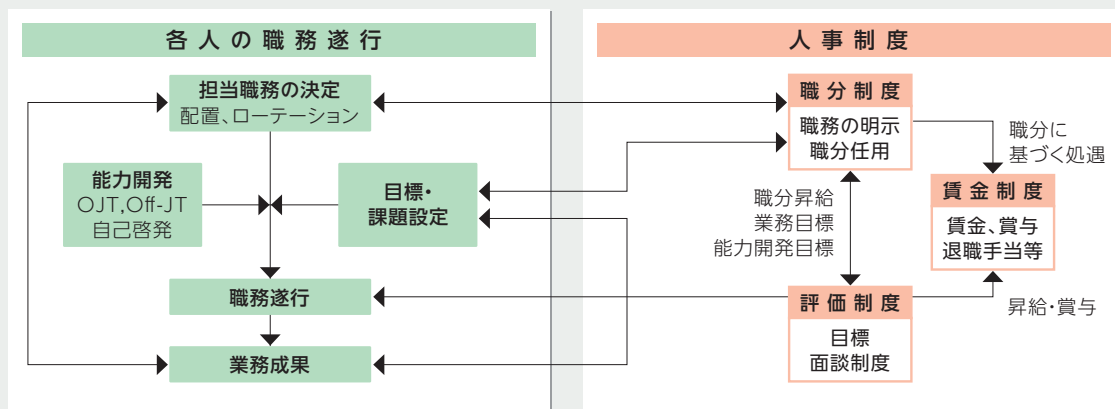 各人の職務遂行
担当職務の決定
配置、ローテーション
能力開発
OJT,Off-JT
自己啓発
目標・
課題設定
職務遂行
業務成果
人事制度
職分制度
職務の明示
職分任用
職分に
基づく処遇
賃金制度
賃金、賞与
退職手当等
職分昇給
業務目標
能力開発目標
評価制度
目標
面談制度
昇給・賞与